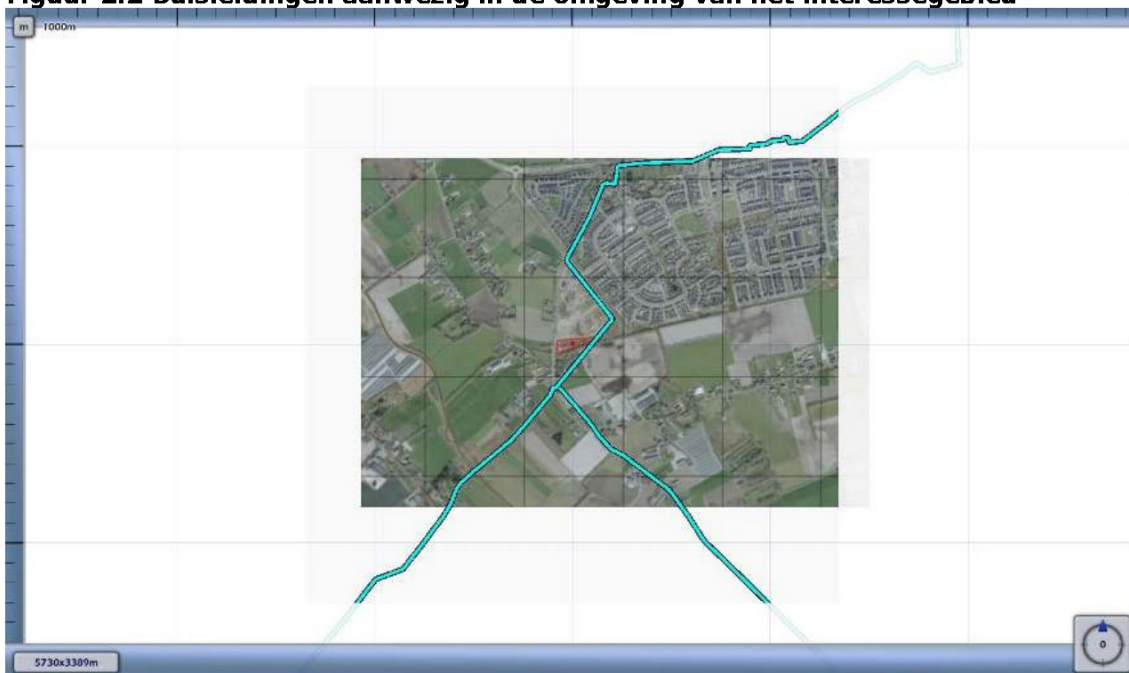 Figuur 2.2 Buisleidingen aanwezig in de omgeving van het interessegebied
m 1000m
0
5730x3389m